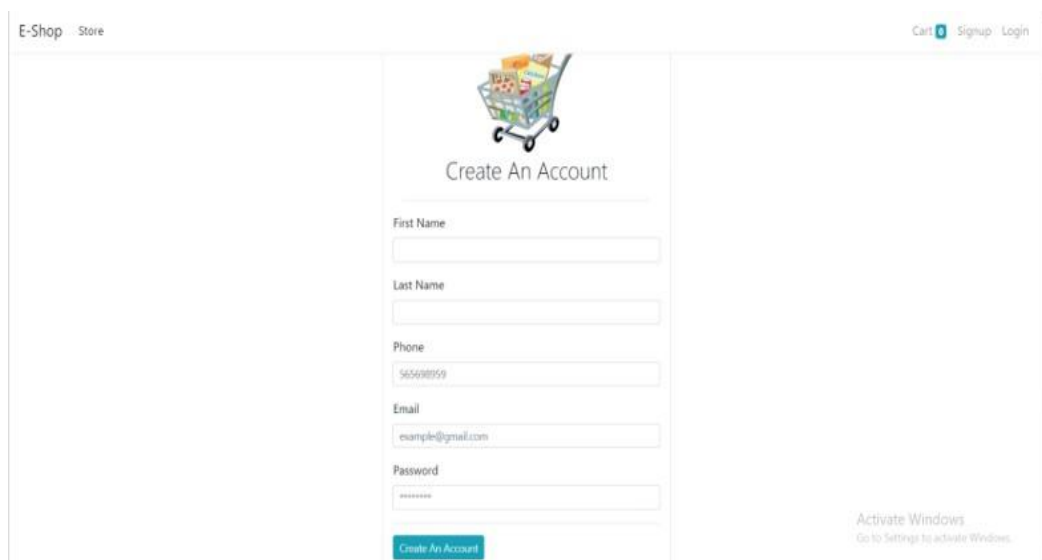 E-Shop Store Cart 0 Signup Login
Create An Account
First Name
Last Name
Phone
565698959
Email
example@gmail.com
Password
********
Create An Account
Activate Windows
Go to Settings to activate Windows.